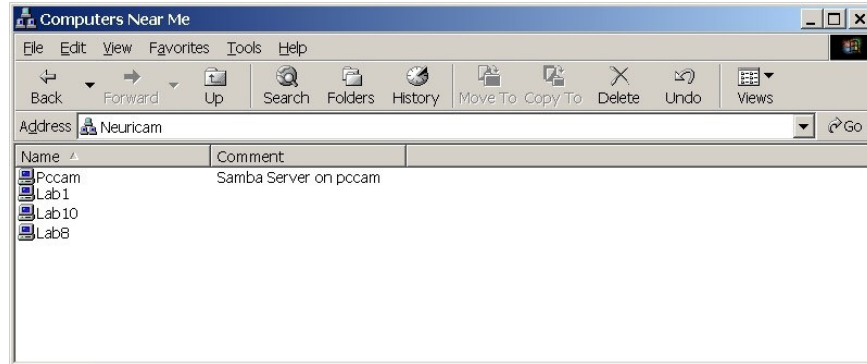 Computers Near Me
File Edit View Favorites Tools Help
Back Forward Up Search Folders History Move To Copy To Delete Undo Views
Address Neuricam Go
Name Comment
Pccam Samba Server on pccam
Lab1
Lab10
Lab8